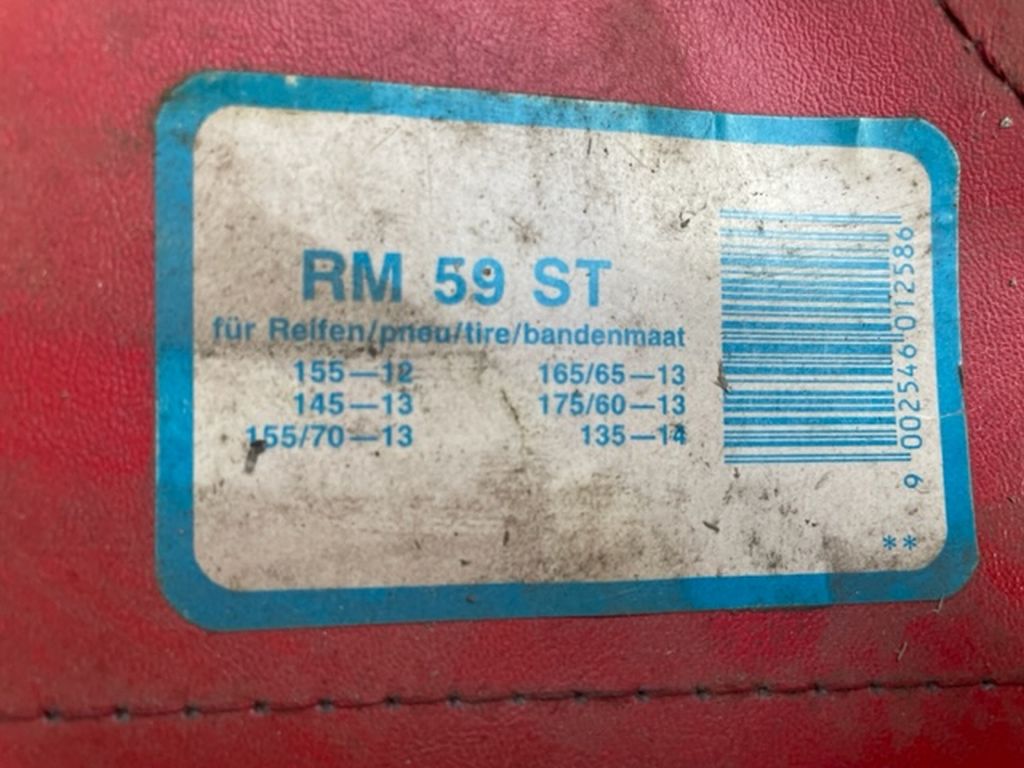 RM 59 ST
für Reifen/pneu/tire/bandenmaat
155—12 165/65—13
145—13 175/60—13
155/70—13 135—14
9 002546 012586
**